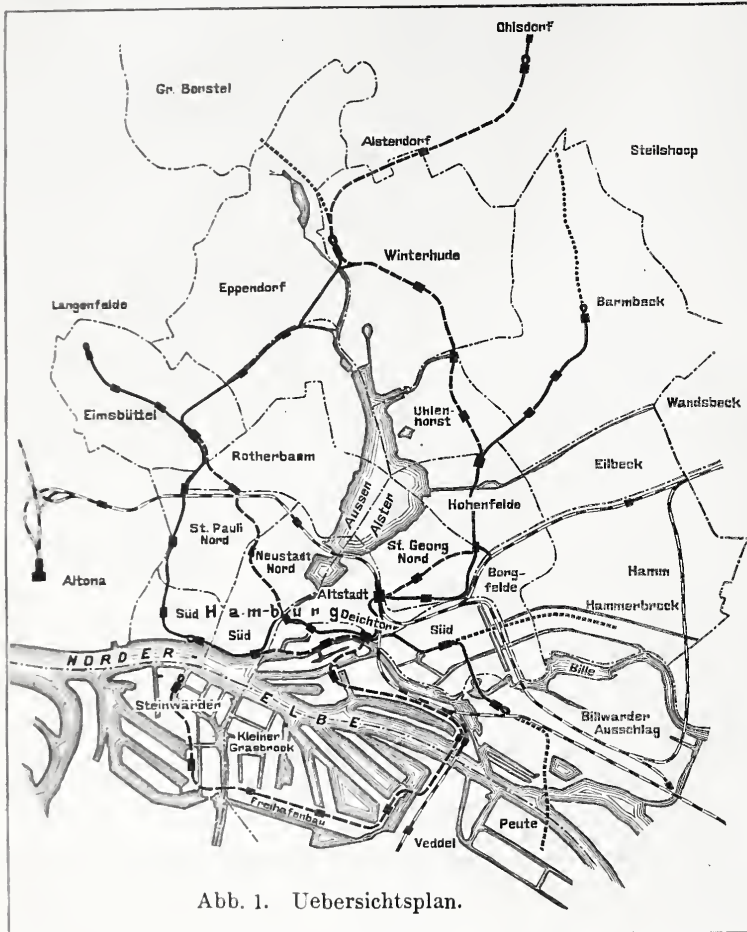 Ohlsdorf
Gr. Borstel
Alsterdorf
Steilshoop
Winterhude
Eppendorf
Langenfelde
Barmbeck
Eimsbüttel
Uhlen-
horst
Wandsbeck
Rotherbaum
Eilbeck
Aussen
Alster
Hohenfelde
St. Pauli
Nord
Neustadt
Nord
St. Georg
Nord
Borg-
felde
Hamm
Altona
Altstadt
Hammerbrock
Süd
Hamburg
Deichtor
Süd
Süd
NORDER-
ELBE
Bille
Steinwärder
Billwärder
Ausschlag
Kleiner
Grasbrook
Freihafenbau
Peute
Veddel
Abb. 1. Uebersichtsplan.